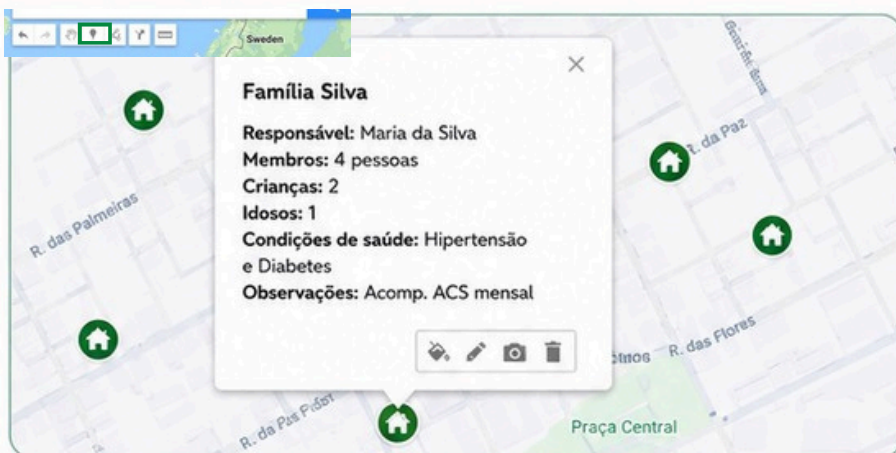 Sweden
Família Silva
Responsável: Maria da Silva
Membros: 4 pessoas
Crianças: 2
Idosos: 1
Condições de saúde: Hipertensão
e Diabetes
Observações: Acomp. ACS mensal
R. das Palmeiras
R. da Paz
R. das Flores
R. da
Praça Central